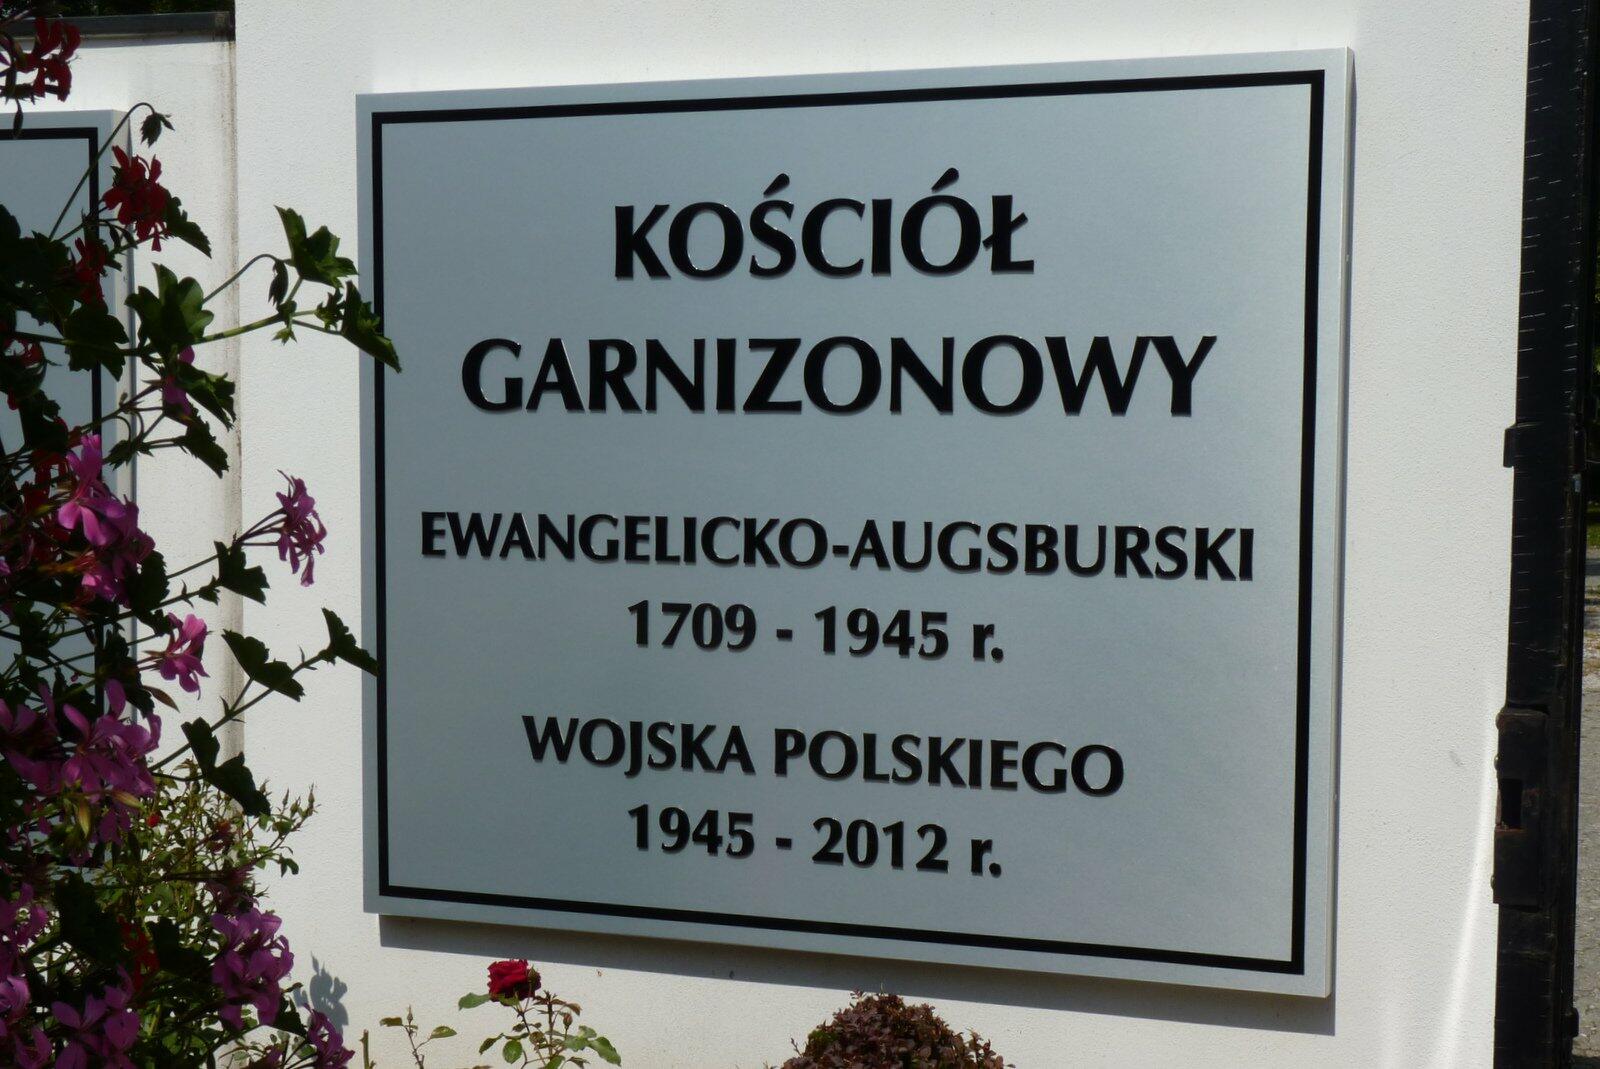 KOŚCIÓŁ
GARNIZONOWY
EWANGELICKO-AUGSBURSKI
1709 - 1945 r.
WOJSKA POLSKIEGO
1945 - 2012 r.